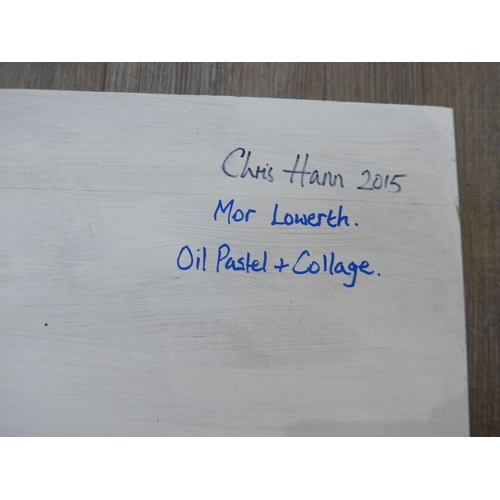 Chris Hann 2015
Mor Lowerth.
Oil Pastel + Collage.